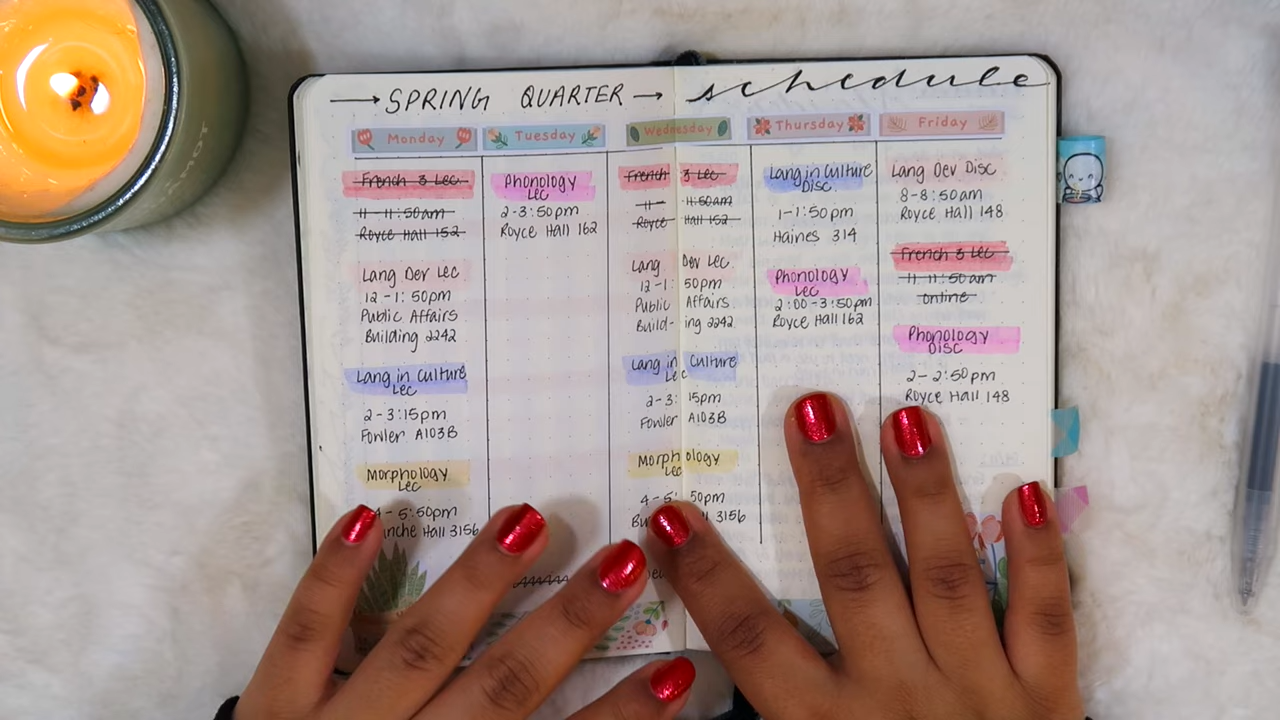 → SPRING QUARTER → schedule
Monday
French 3 Lec
11 - 11:50am
Royce Hall 152
Lang Dev Lec
12 - 1:50pm
Public Affairs
Building 2242
Lang in Culture
Lec
2 - 3:15pm
Fowler A103B
Morphology
Lec
4 - 5:50pm
Hall 3156
Tuesday
Phonology
Lec
2 - 3:50pm
Royce Hall 162
Wednesday
French 3 Lec
11 - 11:50am
Royce Hall 152
Lang Dev Lec
12 - 1:50pm
Public Affairs
Build- ing 2242
Lang in Culture
Lec
2 - 3:15pm
Fowler A103B
Morphology
Lec
4 - 5:50pm
3156
Thursday
Lang in Culture
Disc
1 - 1:50pm
Haines 314
Phonology
Lec
2:00 - 3:50pm
Royce Hall 162
Friday
Lang Dev Disc
8 - 8:50am
Royce Hall 148
French 3 Lec
11 11:50am
online
Phonology
Disc
2 - 2:50pm
Royce Hall 148